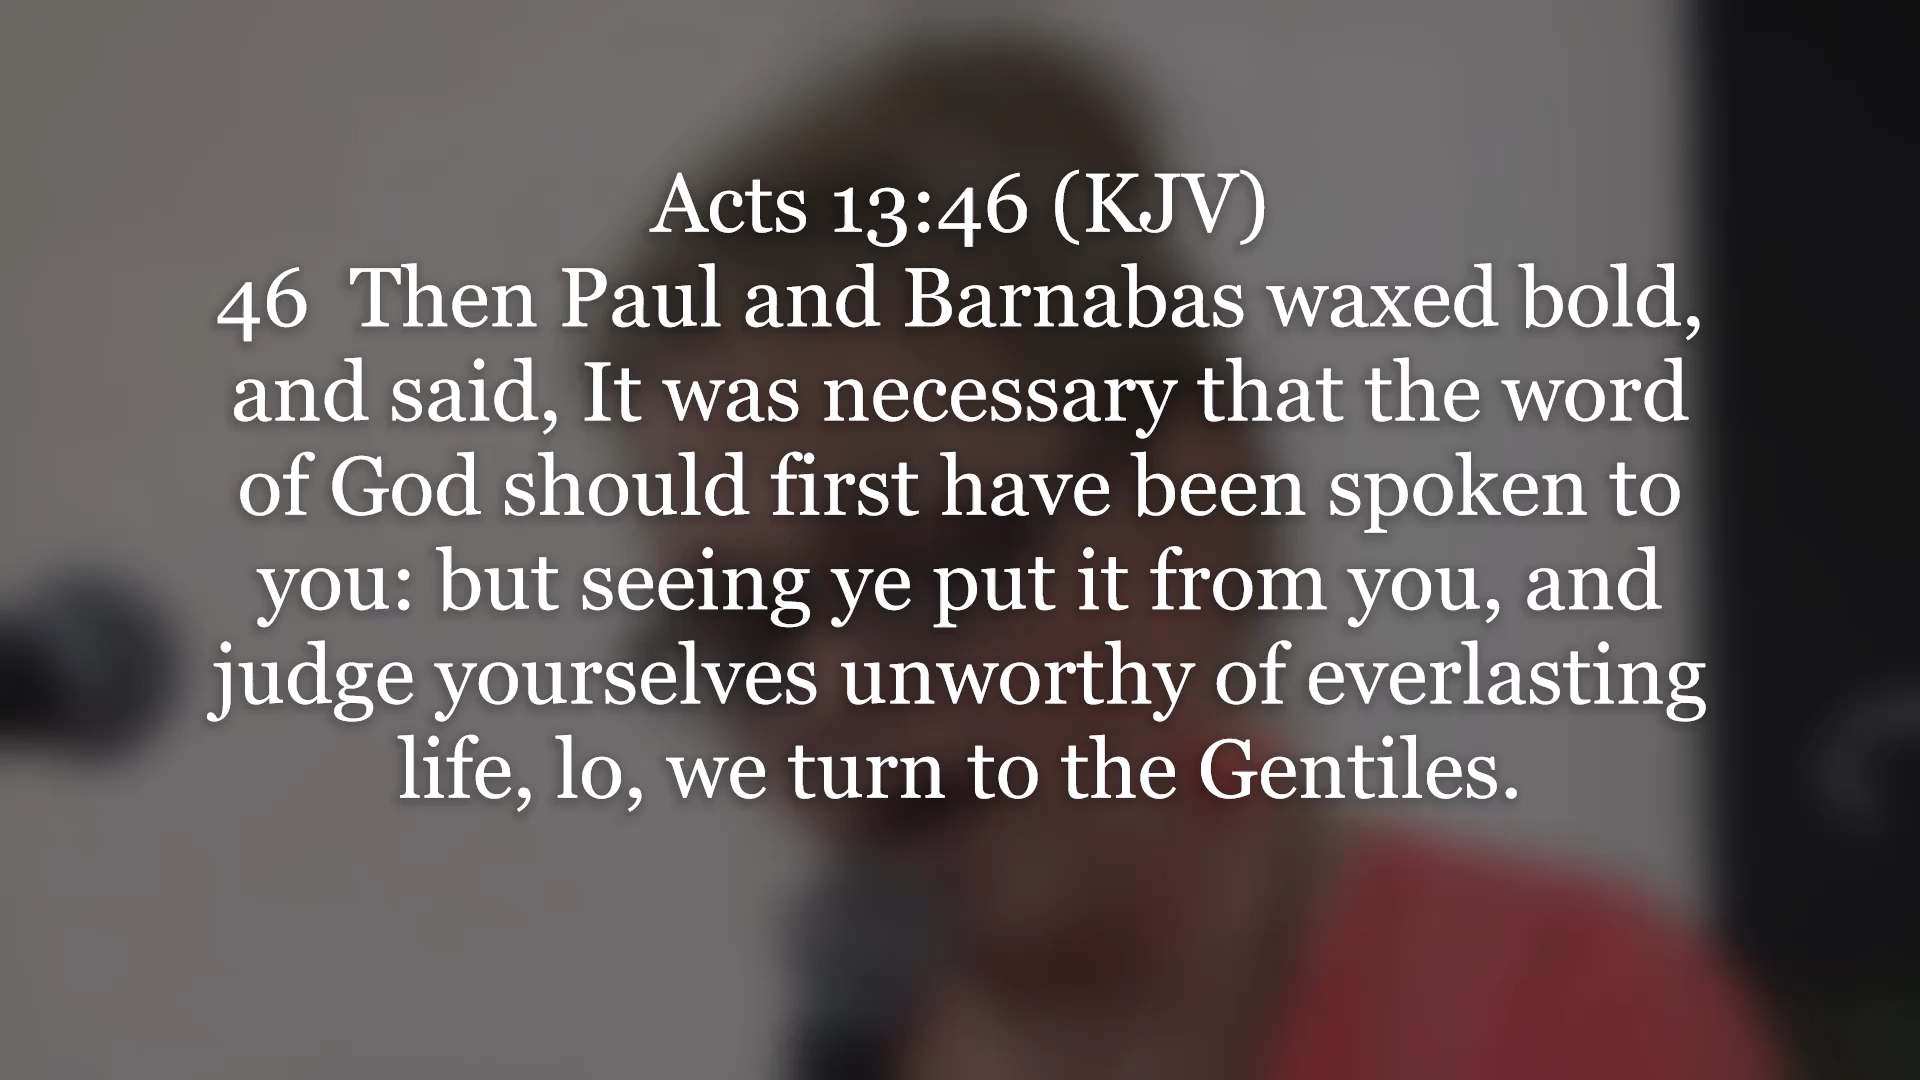 Acts 13:46 (KJV)
46  Then Paul and Barnabas waxed bold,
and said, It was necessary that the word
of God should first have been spoken to
you: but seeing ye put it from you, and
judge yourselves unworthy of everlasting
life, lo, we turn to the Gentiles.